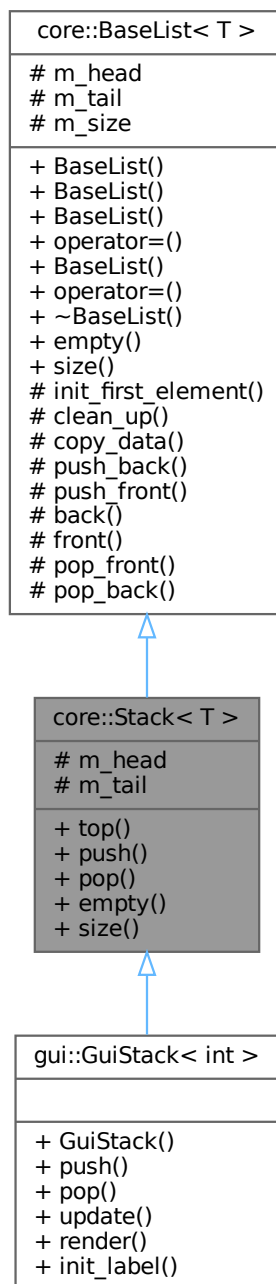 core::BaseList< T >
# m_head
# m_tail
# m_size
+ BaseList()
+ BaseList()
+ BaseList()
+ operator=()
+ BaseList()
+ operator=()
+ ~BaseList()
+ empty()
+ size()
# init_first_element()
# clean_up()
# copy_data()
# push_back()
# push_front()
# back()
# front()
# pop_front()
# pop_back()
core::Stack< T >
# m_head
# m_tail
+ top()
+ push()
+ pop()
+ empty()
+ size()
gui::GuiStack< int >
+ GuiStack()
+ push()
+ pop()
+ update()
+ render()
+ init_label()